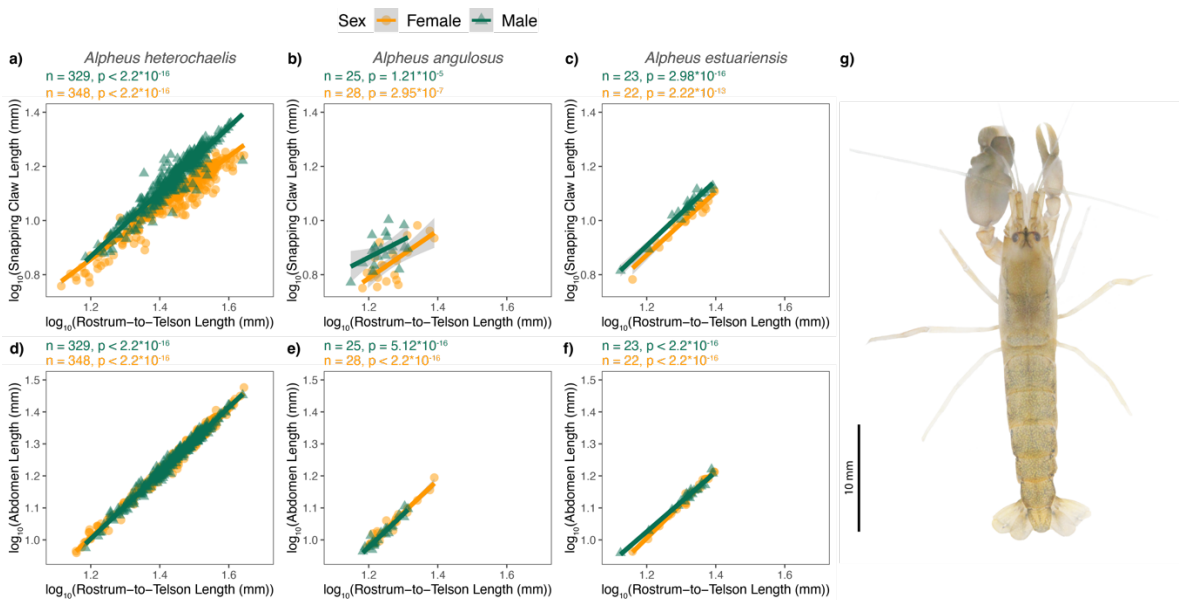 Sex Female Male
a) Alpheus heterochaelis
n = 329, p < 2.2*10⁻¹⁶
n = 348, p < 2.2*10⁻¹⁶
log₁₀(Snapping Claw Length (mm))
1.4
1.2
1.0
0.8
1.2 1.4 1.6
log₁₀(Rostrum-to-Telson Length (mm))
b) Alpheus angulosus
n = 25, p = 1.21*10⁻⁵
n = 28, p = 2.95*10⁻⁷
log₁₀(Snapping Claw Length (mm))
1.4
1.2
1.0
0.8
1.2 1.4 1.6
log₁₀(Rostrum-to-Telson Length (mm))
c) Alpheus estuariensis
n = 23, p = 2.98*10⁻¹⁶
n = 22, p = 2.22*10⁻¹³
log₁₀(Snapping Claw Length (mm))
1.4
1.2
1.0
0.8
1.2 1.4 1.6
log₁₀(Rostrum-to-Telson Length (mm))
d)
n = 329, p < 2.2*10⁻¹⁶
n = 348, p < 2.2*10⁻¹⁶
log₁₀(Abdomen Length (mm))
1.5
1.4
1.3
1.2
1.1
1.0
1.2 1.4 1.6
log₁₀(Rostrum-to-Telson Length (mm))
e)
n = 25, p = 5.12*10⁻¹⁶
n = 28, p < 2.2*10⁻¹⁶
log₁₀(Abdomen Length (mm))
1.5
1.4
1.3
1.2
1.1
1.0
1.2 1.4 1.6
log₁₀(Rostrum-to-Telson Length (mm))
f)
n = 23, p < 2.2*10⁻¹⁶
n = 22, p < 2.2*10⁻¹⁶
log₁₀(Abdomen Length (mm))
1.5
1.4
1.3
1.2
1.1
1.0
1.2 1.4 1.6
log₁₀(Rostrum-to-Telson Length (mm))
g)
10 mm